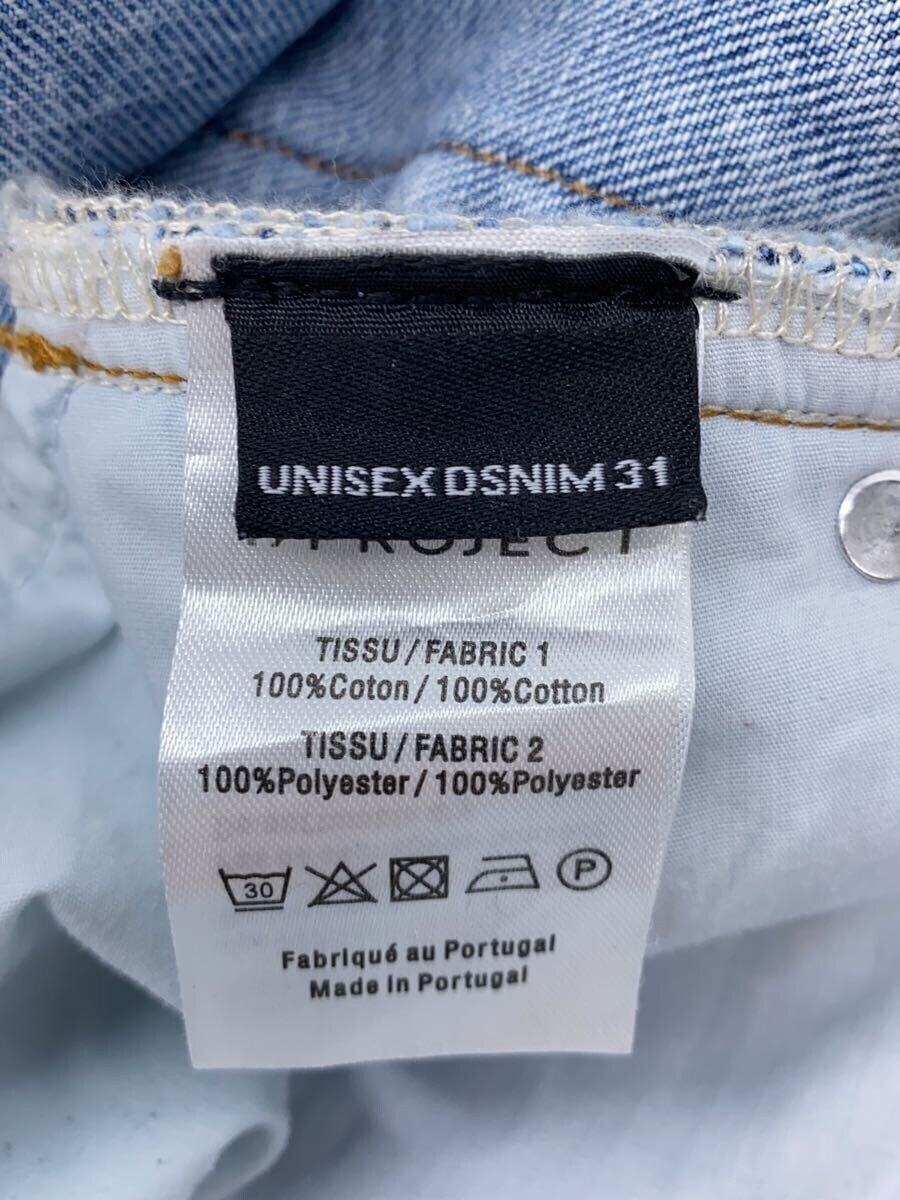 UNISEX DSNIM 31
PROJECT
TISSU / FABRIC 1
100%Coton / 100%Cotton
TISSU / FABRIC 2
100%Polyester / 100%Polyester
30
P
Fabriqué au Portugal
Made in Portugal